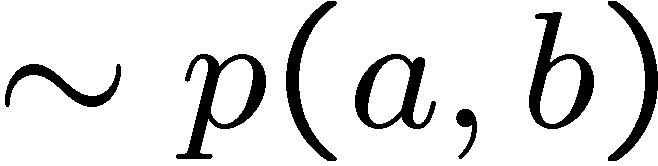 ∼ p(a, b)